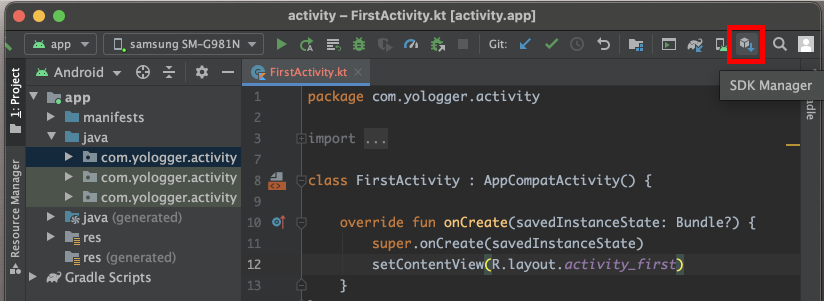 activity – FirstActivity.kt [activity.app]
app
samsung SM-G981N
Git:
SDK Manager
1: Project
Resource Manager
Android
app
manifests
java
com.yologger.activity
com.yologger.activity
com.yologger.activity
java (generated)
res
res (generated)
Gradle Scripts
FirstActivity.kt
1 package com.yologger.activity
2
3 import ...
7
8 class FirstActivity : AppCompatActivity() {
9
10 override fun onCreate(savedInstanceState: Bundle?) {
11 super.onCreate(savedInstanceState)
12 setContentView(R.layout.activity_first)
13 }